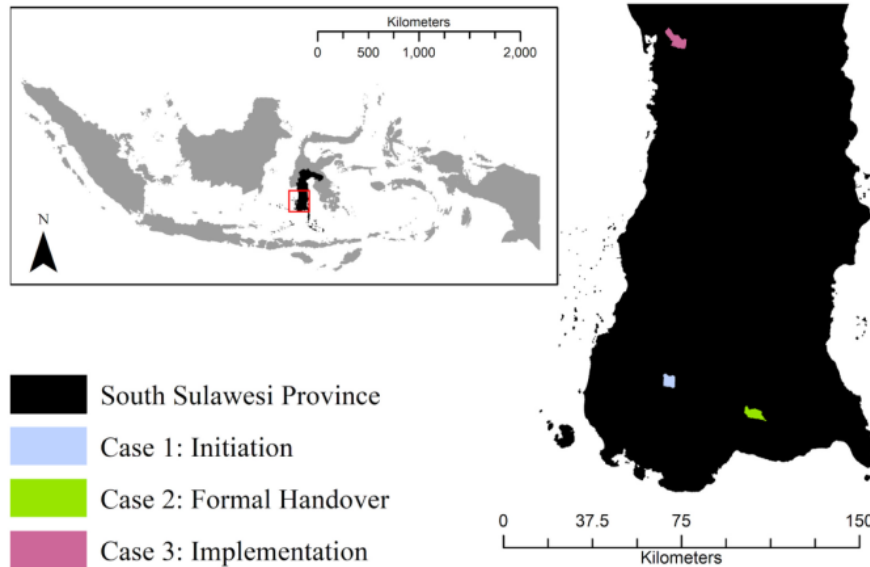 Kilometers
0 500 1,000 2,000
N
South Sulawesi Province
Case 1: Initiation
Case 2: Formal Handover
Case 3: Implementation
0 37.5 75 150
Kilometers